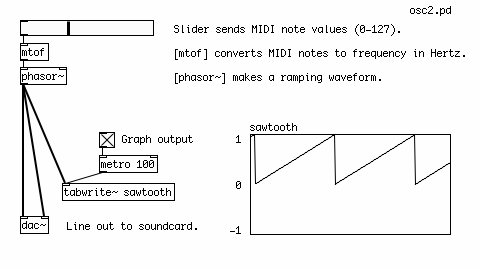 osc2.pd
Slider sends MIDI note values (0-127).
mtof
[mtof] converts MIDI notes to frequency in Hertz.
phasor~
[phasor~] makes a ramping waveform.
sawtooth
Graph output
1
metro 100
0
tabwrite~ sawtooth
dac~
Line out to soundcard.
-1